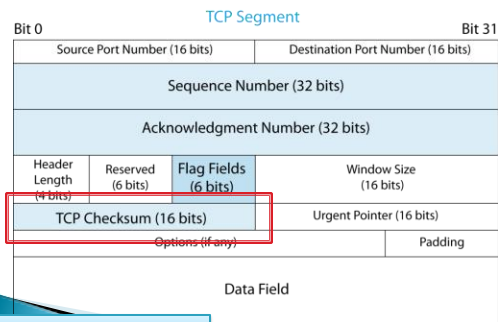 TCP Segment
Bit 0
Bit 31
Source Port Number (16 bits)
Destination Port Number (16 bits)
Sequence Number (32 bits)
Acknowledgment Number (32 bits)
Header
Length
(4 bits)
Reserved
(6 bits)
Flag Fields
(6 bits)
Window Size
(16 bits)
TCP Checksum (16 bits)
Urgent Pointer (16 bits)
Options (if any)
Padding
Data Field